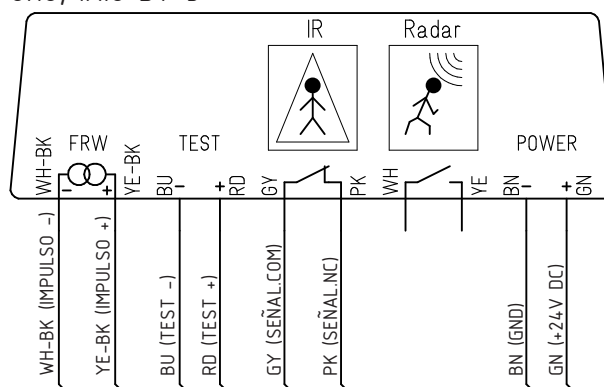 IR
Radar
FRW
TEST
POWER
WH-BK
-
+
YE-BK
BU
-
+
RD
GY
PK
WH
YE
BN
-
+
GN
WH-BK (IMPULSO -)
YE-BK (IMPULSO +)
BU (TEST -)
RD (TEST +)
GY (SEÑAL.COM)
PK (SEÑAL.NC)
BN (GND)
GN (+24V DC)